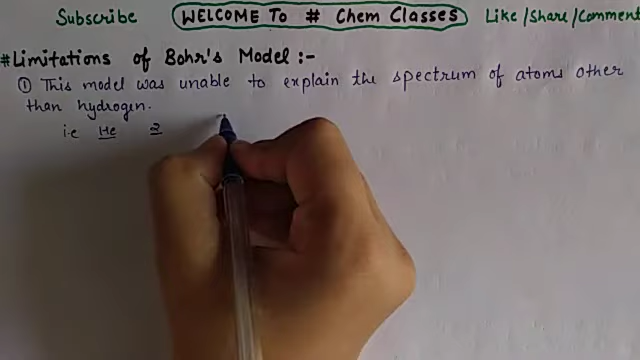 Subscribe WELCOME To # Chem Classes Like/Share/Comment
#Limitations of Bohr's Model :-
① This model was unable to explain the spectrum of atoms other
than hydrogen.
i.e He 2